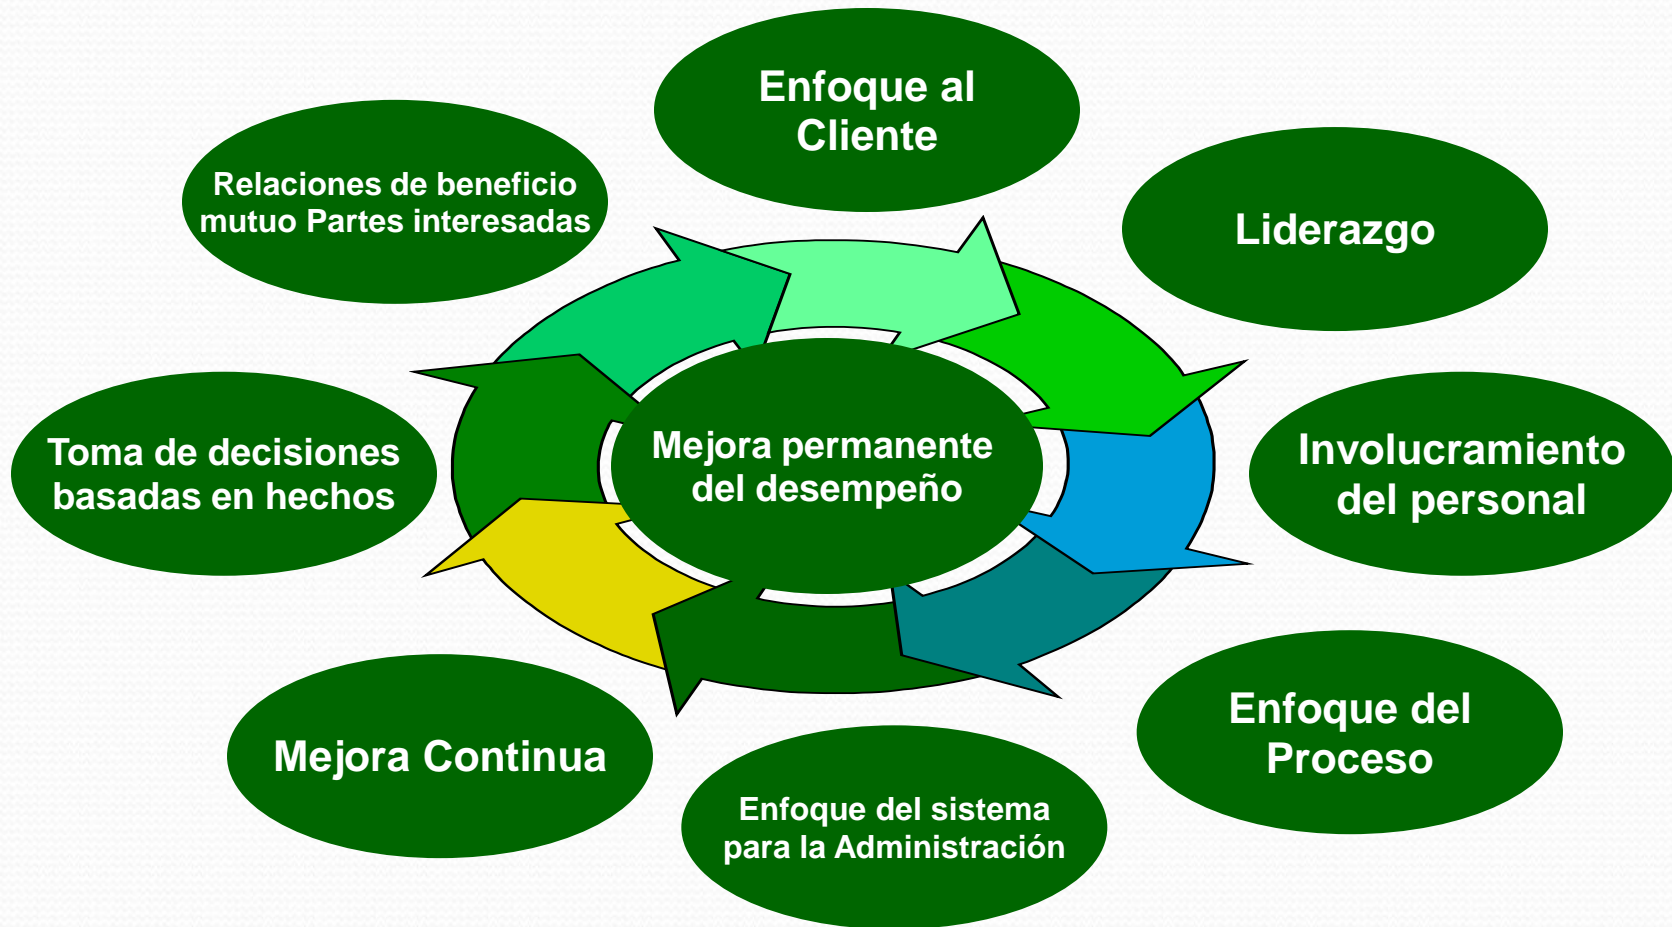 Enfoque al
Cliente
Liderazgo
Involucramiento
del personal
Enfoque del
Proceso
Enfoque del sistema
para la Administración
Mejora Continua
Toma de decisiones
basadas en hechos
Relaciones de beneficio
mutuo Partes interesadas
Mejora permanente
del desempeño